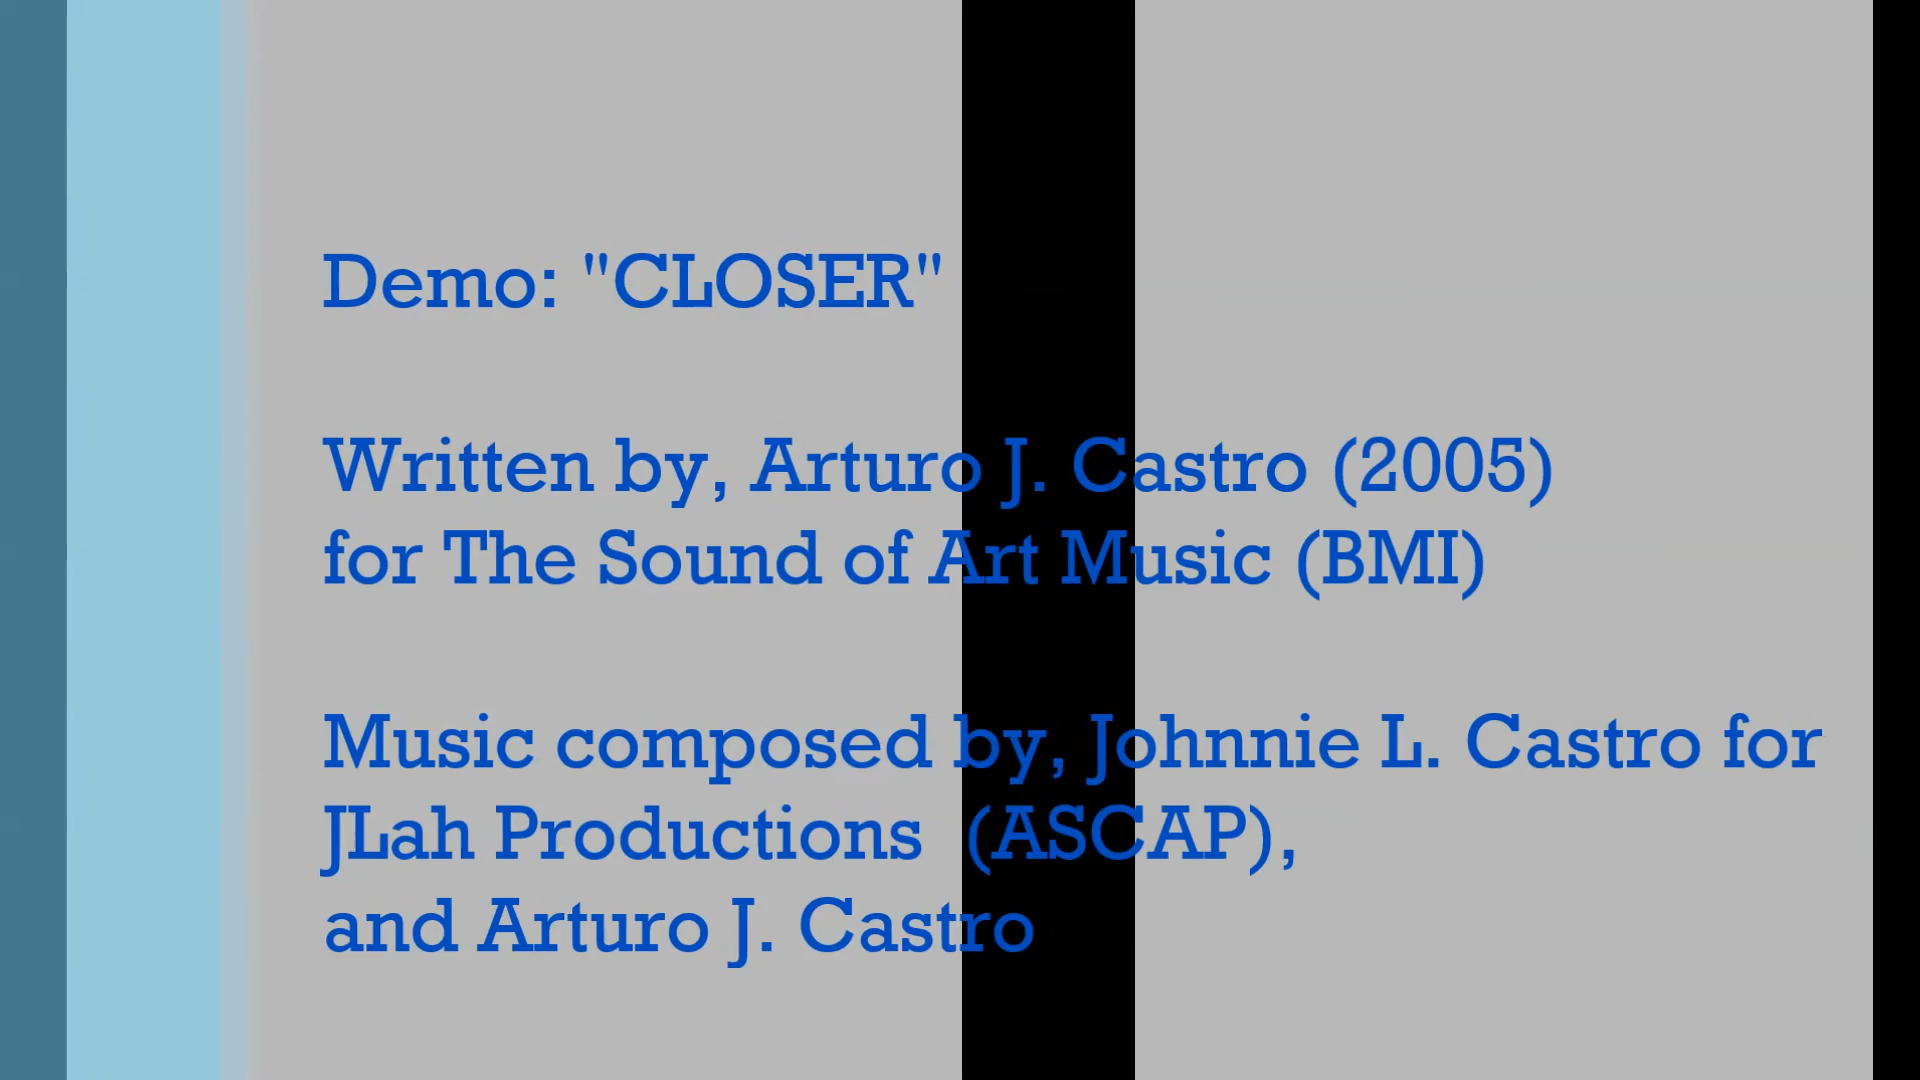 Demo: "CLOSER"
Written by, Arturo J. Castro (2005)
for The Sound of Art Music (BMI)
Music composed by, Johnnie L. Castro for
JLah Productions  (ASCAP),
and Arturo J. Castro